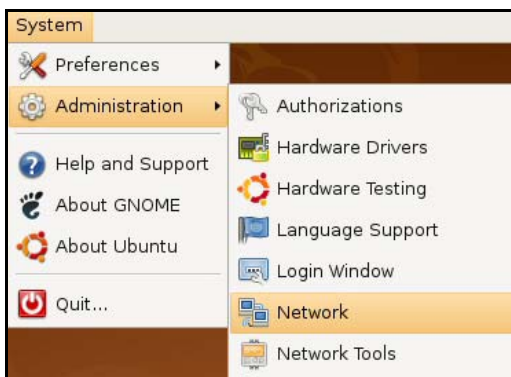 System
Preferences
Administration
Help and Support
About GNOME
About Ubuntu
Quit...
Authorizations
Hardware Drivers
Hardware Testing
Language Support
Login Window
Network
Network Tools